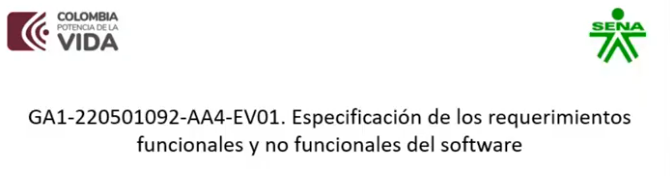 COLOMBIA
POTENCIA DE LA
VIDA
SENA
GA1-220501092-AA4-EV01. Especificación de los requerimientos
funcionales y no funcionales del software